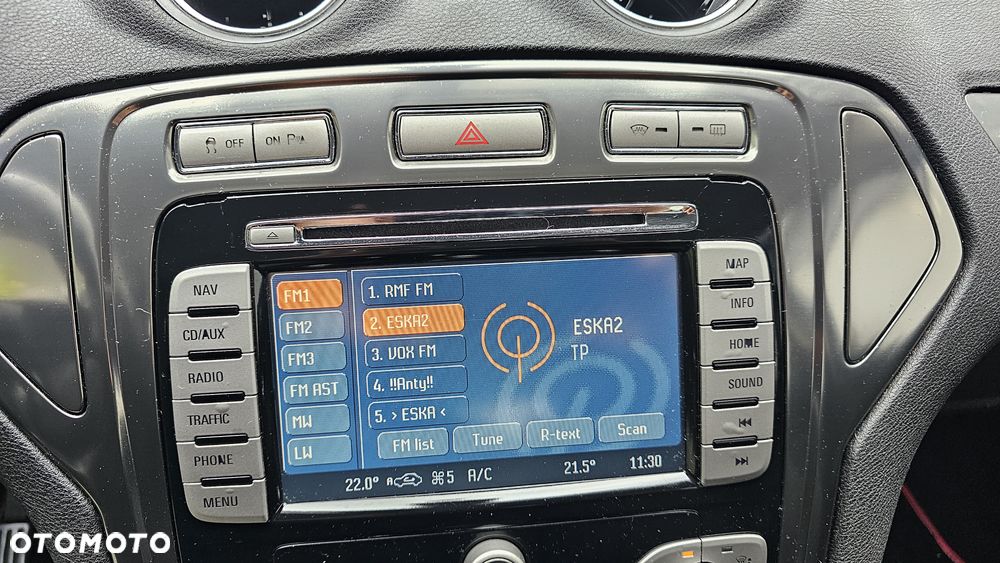 OFF
ON P
NAV
CD/AUX
RADIO
TRAFFIC
PHONE
MENU
FM1
FM2
FM3
FM AST
MW
LW
1. RMF FM
2. ESKA2
3. VOX FM
4. !!Anty!!
5. > ESKA <
ESKA2
TP
FM list
Tune
R-text
Scan
22.0° A 5 A/C 21.5° 11:30
MAP
INFO
HOME
SOUND
OTOMOTO